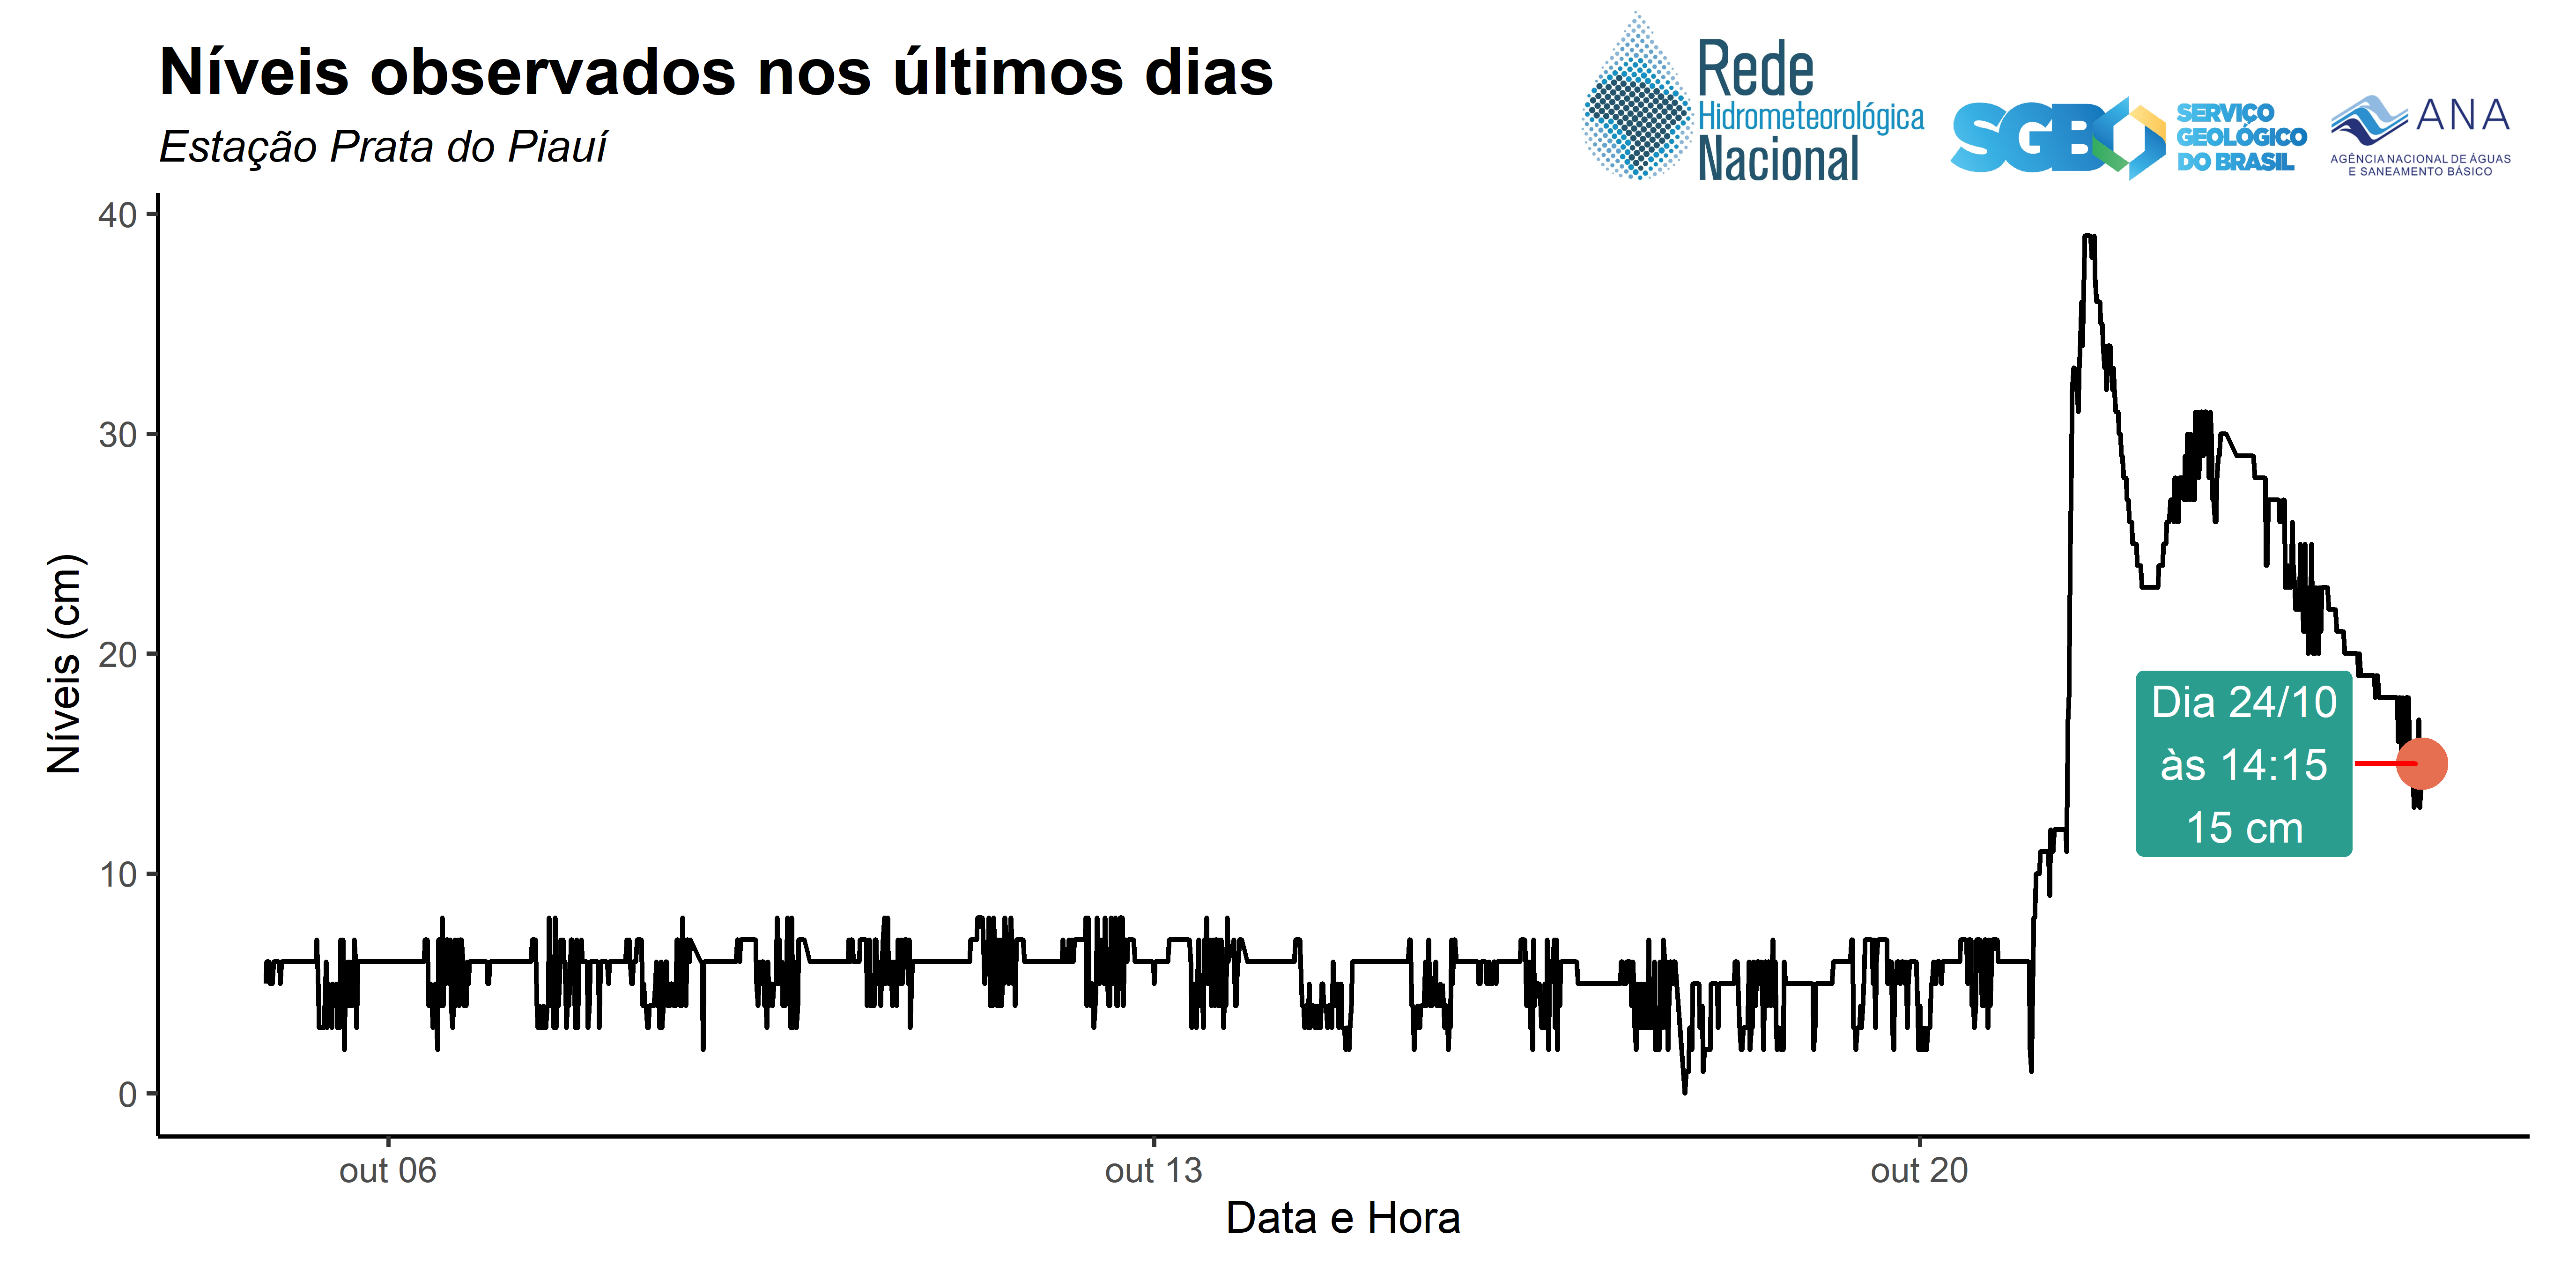 Níveis observados nos últimos dias
Estação Prata do Piauí
Rede
Hidrometeorológica
Nacional
SGB
SERVIÇO
GEOLÓGICO
DO BRASIL
ANA
AGÊNCIA NACIONAL DE ÁGUAS
E SANEAMENTO BÁSICO
Níveis (cm)
40
30
20
10
0
Dia 24/10
às 14:15
15 cm
out 06
out 13
out 20
Data e Hora